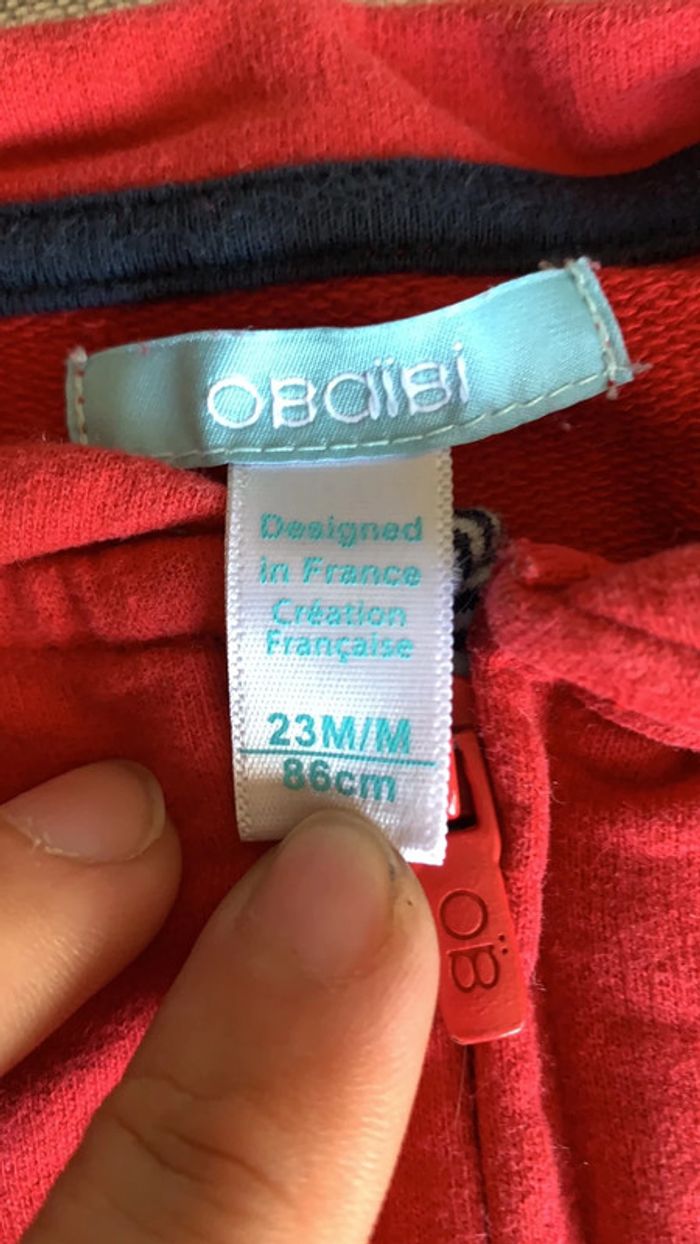 OBaïBi
Designed
in France
Création
Française
23M/M
86cm
OB̈